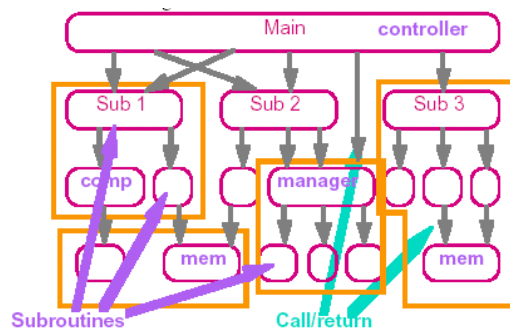 Main controller
Sub 1 Sub 2 Sub 3
comp manager
mem mem
Subroutines Call/return